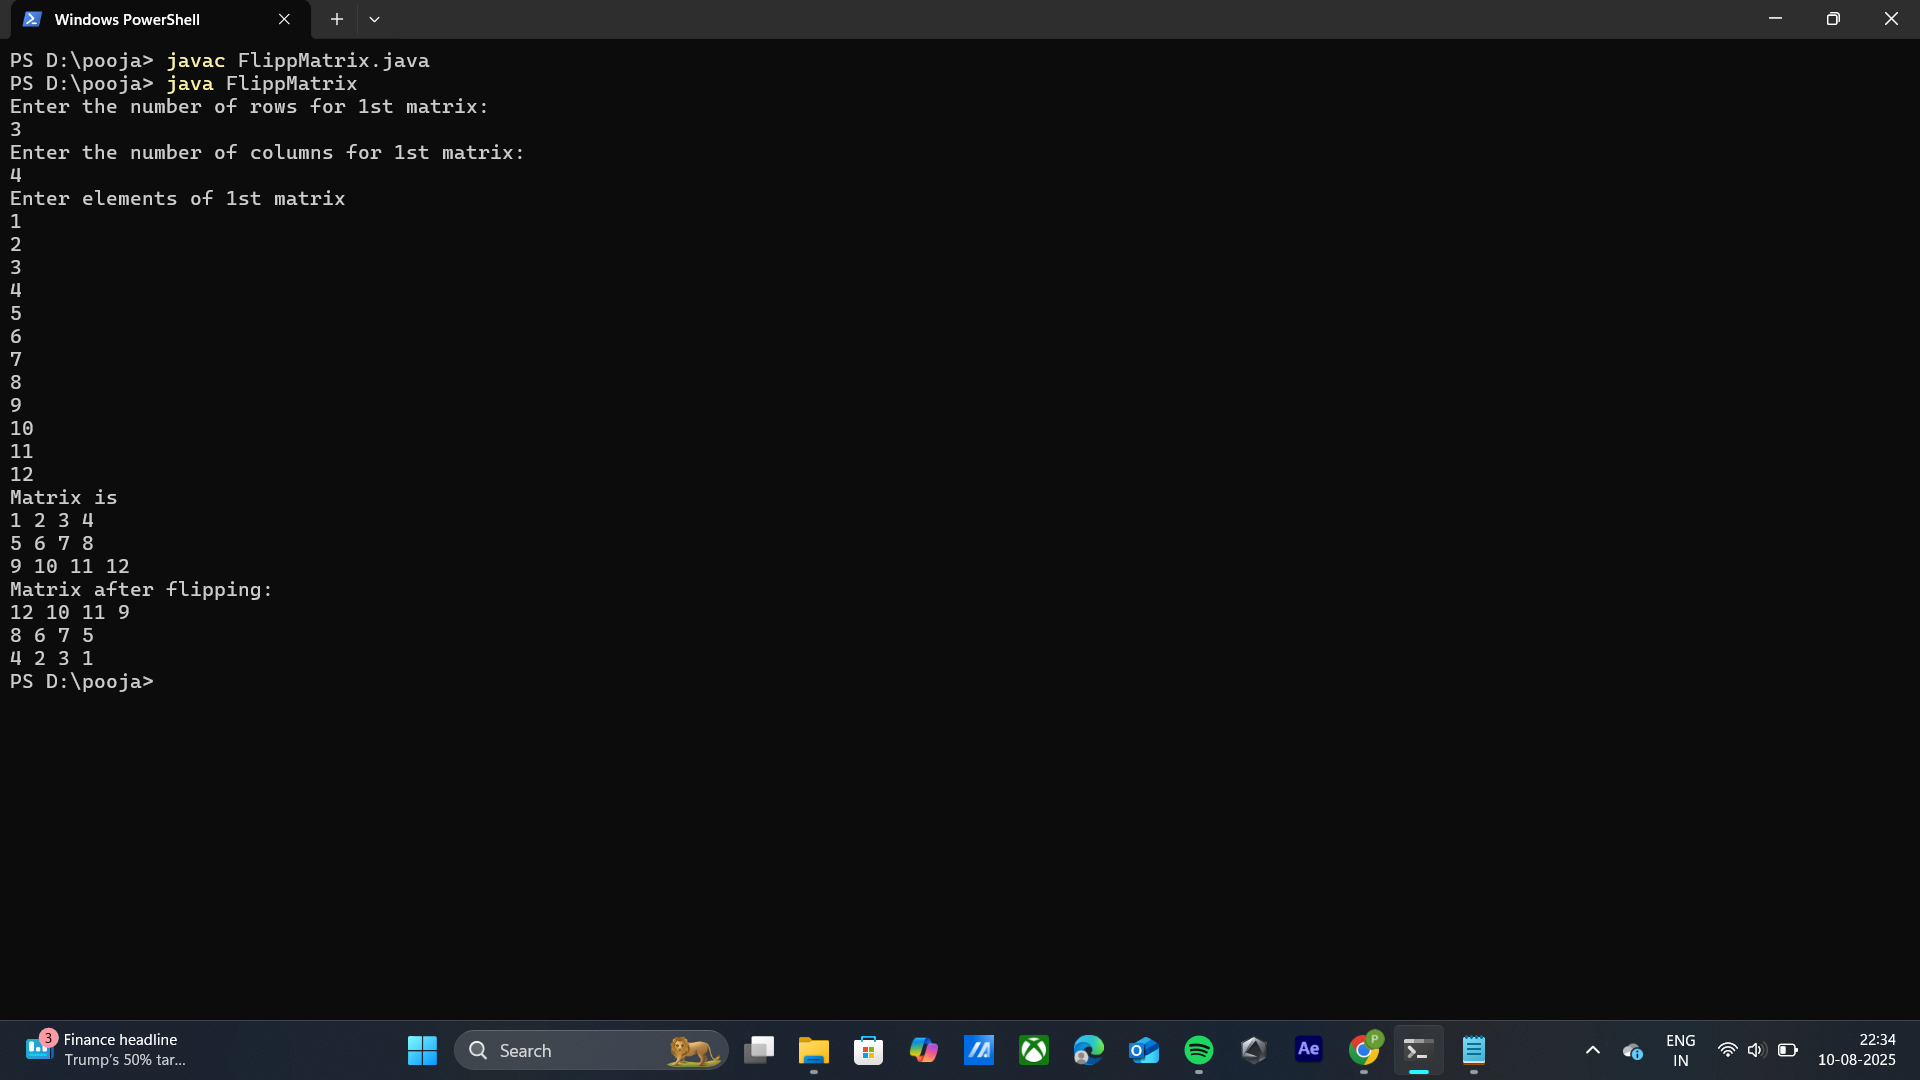 Windows PowerShell
PS D:\pooja> javac FlippMatrix.java
PS D:\pooja> java FlippMatrix
Enter the number of rows for 1st matrix:
3
Enter the number of columns for 1st matrix:
4
Enter elements of 1st matrix
1
2
3
4
5
6
7
8
9
10
11
12
Matrix is
1 2 3 4
5 6 7 8
9 10 11 12
Matrix after flipping:
12 10 11 9
8 6 7 5
4 2 3 1
PS D:\pooja>
3
Finance headline
Trump's 50% tar...
Search
Ae
P
ENG
IN
22:34
10-08-2025